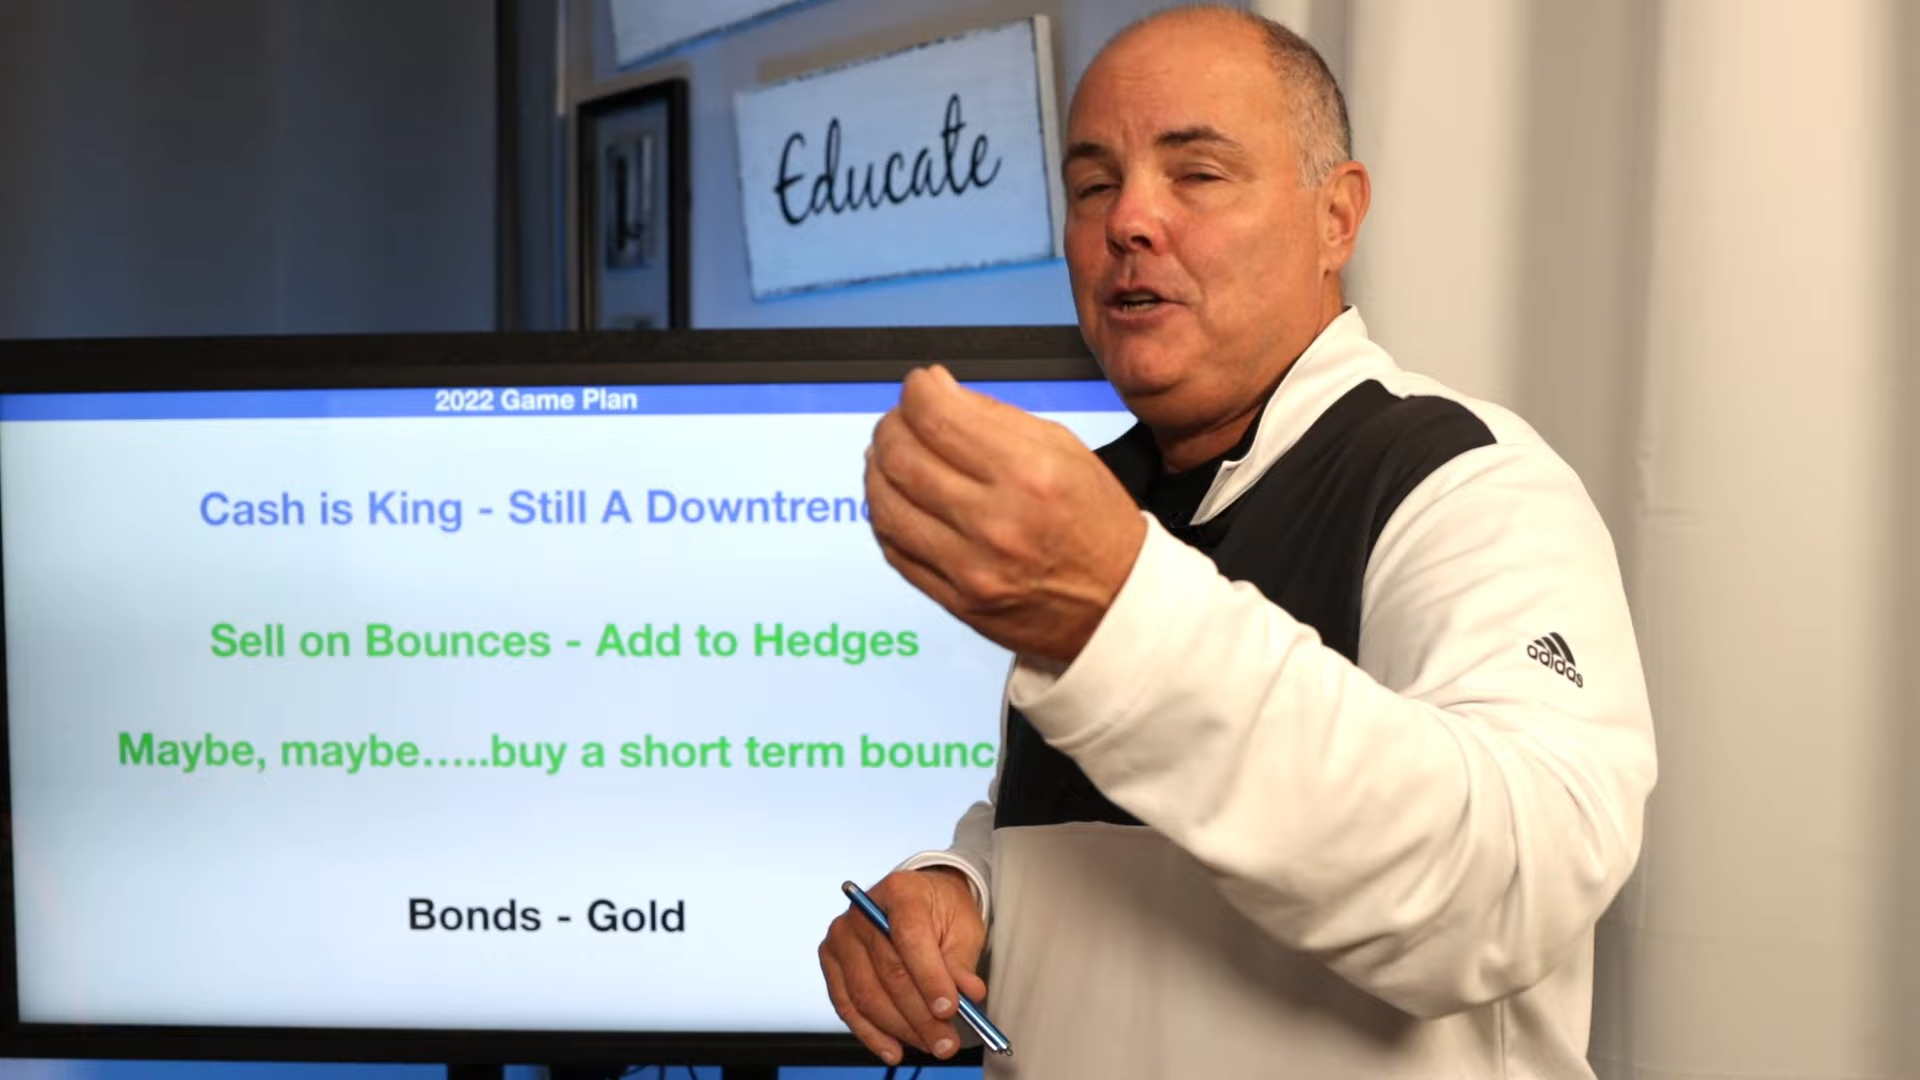 Educate
2022 Game Plan
Cash is King - Still A Downtren
Sell on Bounces - Add to Hedges
Maybe, maybe.....buy a short term bounc
Bonds - Gold
adidas